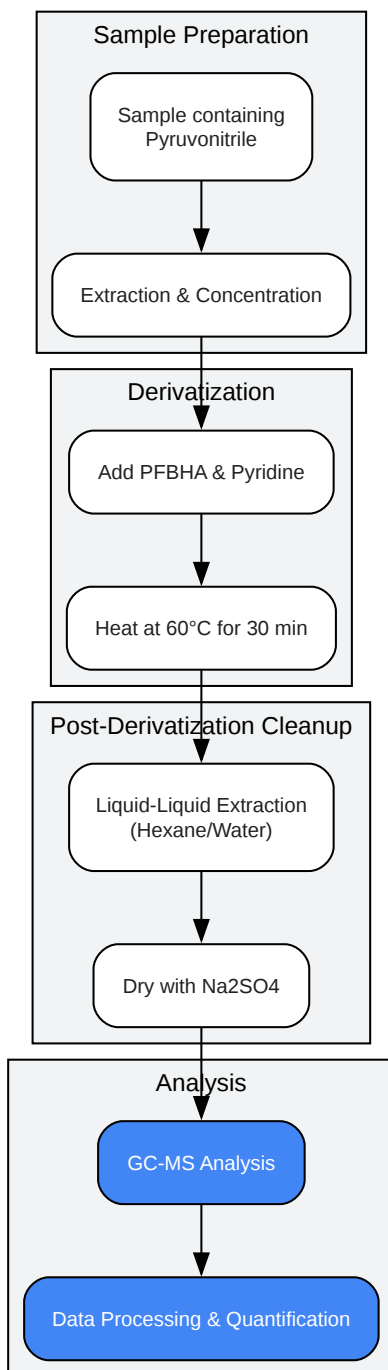 Sample Preparation
Sample containing
Pyruvonitrile
Extraction & Concentration
Derivatization
Add PFBHA & Pyridine
Heat at 60°C for 30 min
Post-Derivatization Cleanup
Liquid-Liquid Extraction
(Hexane/Water)
Dry with Na2SO4
Analysis
GC-MS Analysis
Data Processing & Quantification